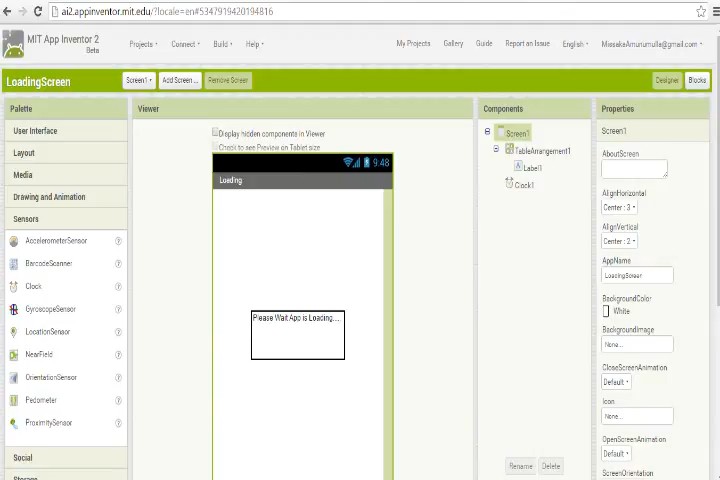 ai2.appinventor.mit.edu/?locale=en#5347919420194816
MIT App Inventor 2
Beta
Projects
Connect
Build
Help
My Projects
Gallery
Guide
Report an Issue
English
MissakaAmunumulla@gmail.com
LoadingScreen
Screen1
Add Screen ...
Remove Screen
Designer
Blocks
Palette
User Interface
Layout
Media
Drawing and Animation
Sensors
AccelerometerSensor
BarcodeScanner
Clock
GyroscopeSensor
LocationSensor
NearField
OrientationSensor
Pedometer
ProximitySensor
Social
Storage
Viewer
Display hidden components in Viewer
Check to see Preview on Tablet size
9:48
Loading
Please Wait App is Loading....
Components
Screen1
TableArrangement1
Label1
Clock1
Rename
Delete
Properties
Screen1
AboutScreen
AlignHorizontal
Center : 3
AlignVertical
Center : 2
AppName
LoadingScreen
BackgroundColor
White
BackgroundImage
None...
CloseScreenAnimation
Default
Icon
None...
OpenScreenAnimation
Default
ScreenOrientation